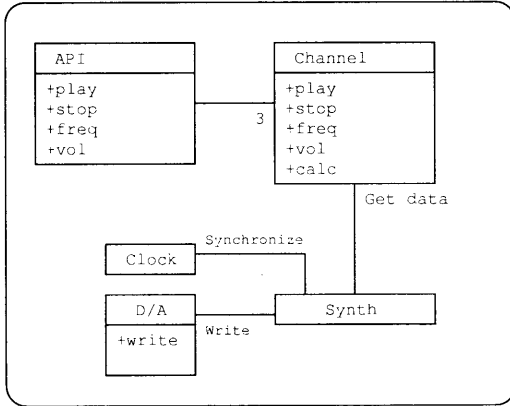 API
+play
+stop
+freq
+vol
3
Channel
+play
+stop
+freq
+vol
+calc
Get data
Synchronize
Clock
D/A
+write
Write
Synth